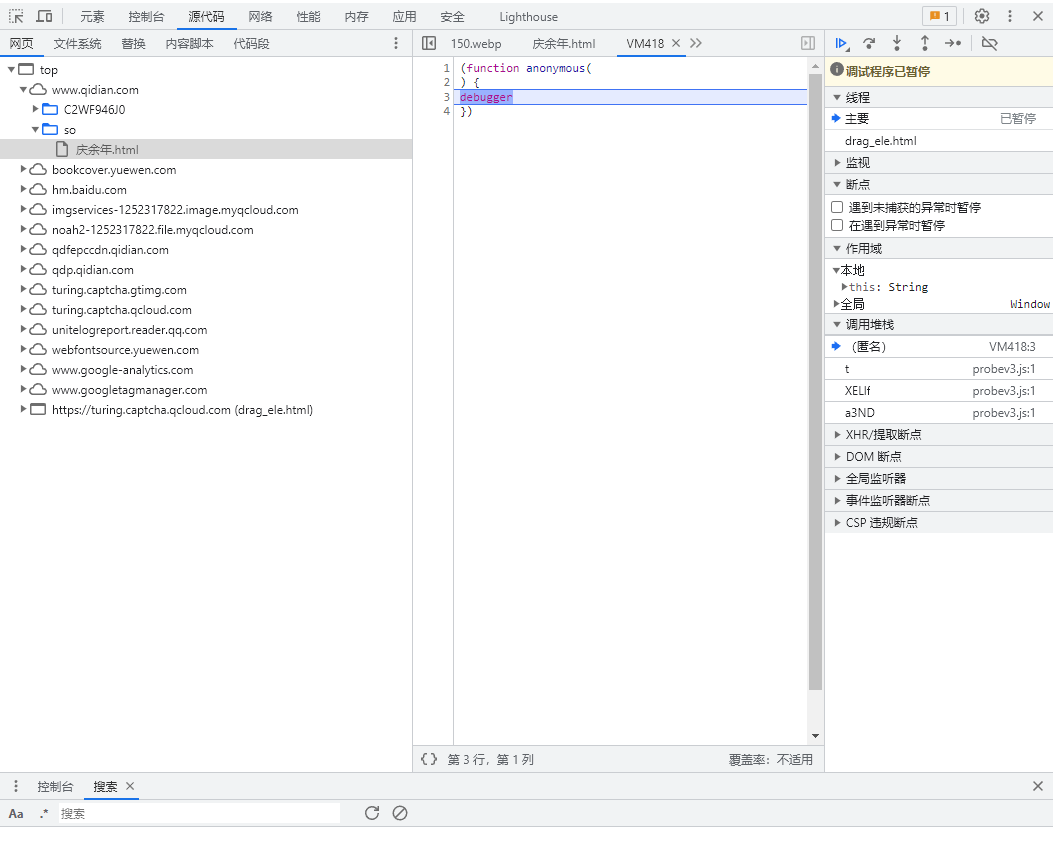 元素 控制台 源代码 网络 性能 内存 应用 安全 Lighthouse 1
网页 文件系统 替换 内容脚本 代码段
top
www.qidian.com
C2WF946J0
so
庆余年.html
bookcover.yuewen.com
hm.baidu.com
imgservices-1252317822.image.myqcloud.com
noah2-1252317822.file.myqcloud.com
qdfepccdn.qidian.com
qdp.qidian.com
turing.captcha.gtimg.com
turing.captcha.qcloud.com
unitelogreport.reader.qq.com
webfontsource.yuewen.com
www.google-analytics.com
www.googletagmanager.com
https://turing.captcha.qcloud.com (drag_ele.html)
150.webp 庆余年.html VM418
1 (function anonymous(
2 ) {
3 debugger
4 })
{} 第 3 行，第 1 列 覆盖率：不适用
调试程序已暂停
线程
主要 已暂停
drag_ele.html
监视
断点
遇到未捕获的异常时暂停
在遇到异常时暂停
作用域
本地
this: String
全局 Window
调用堆栈
（匿名） VM418:3
t probev3.js:1
XELlf probev3.js:1
a3ND probev3.js:1
XHR/提取断点
DOM 断点
全局监听器
事件监听器断点
CSP 违规断点
控制台 搜索
Aa .* 搜索